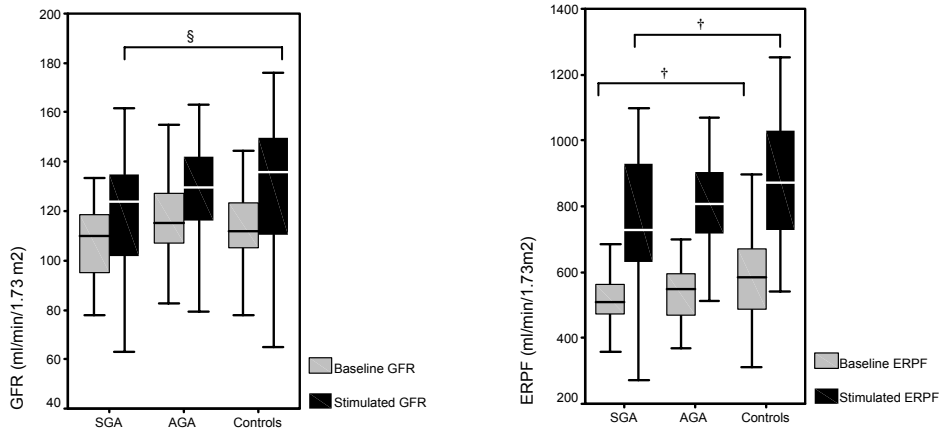 200
180
160
140
120
100
80
60
40
GFR (ml/min/1.73 m2)
§
SGA AGA Controls
Baseline GFR
Stimulated GFR
1400
1200
1000
800
600
400
200
ERPF (ml/min/1.73m2)
†
†
SGA AGA Controls
Baseline ERPF
Stimulated ERPF